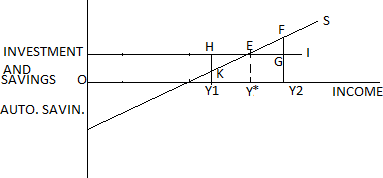 S
F
H
E
INVESTMENT
I
AND
G
K
SAVINGS O
Y1 Y* Y2 INCOME
AUTO. SAVIN.